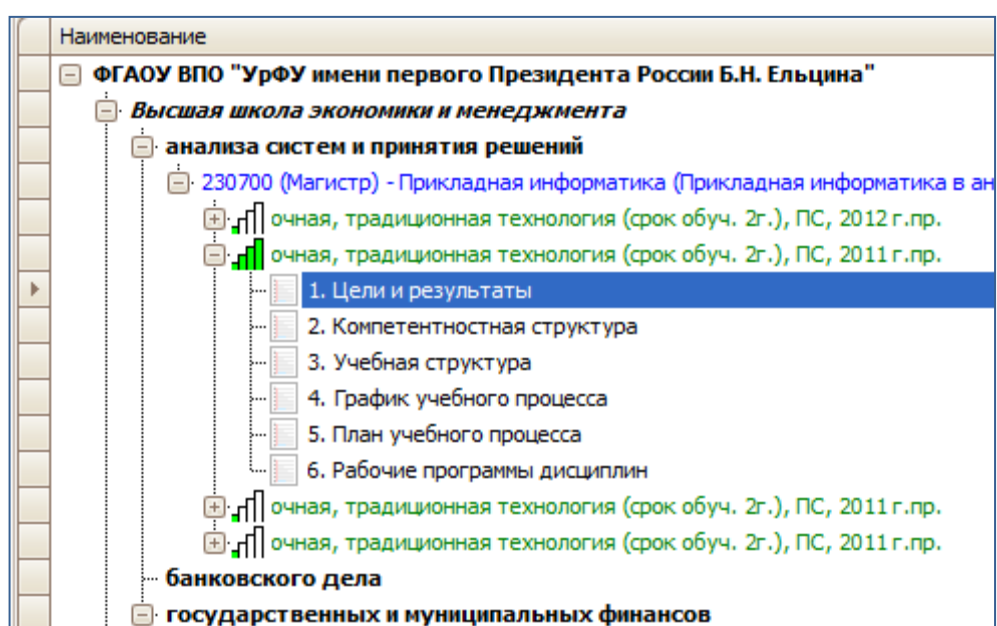 Наименование
ФГАОУ ВПО "УрФУ имени первого Президента России Б.Н. Ельцина"
Высшая школа экономики и менеджмента
анализа систем и принятия решений
230700 (Магистр) - Прикладная информатика (Прикладная информатика в ан
очная, традиционная технология (срок обуч. 2г.), ПС, 2012 г.пр.
очная, традиционная технология (срок обуч. 2г.), ПС, 2011 г.пр.
1. Цели и результаты
2. Компетентностная структура
3. Учебная структура
4. График учебного процесса
5. План учебного процесса
6. Рабочие программы дисциплин
очная, традиционная технология (срок обуч. 2г.), ПС, 2011 г.пр.
очная, традиционная технология (срок обуч. 2г.), ПС, 2011 г.пр.
банковского дела
государственных и муниципальных финансов